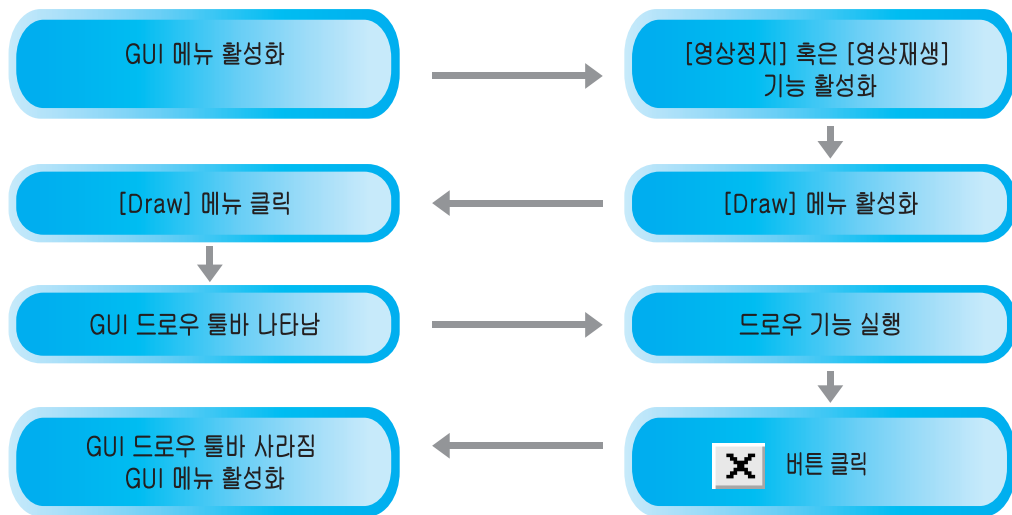 GUI 메뉴 활성화
[영상정지] 혹은 [영상재생]
기능 활성화
[Draw] 메뉴 클릭
[Draw] 메뉴 활성화
GUI 드로우 툴바 나타남
드로우 기능 실행
GUI 드로우 툴바 사라짐
GUI 메뉴 활성화
X 버튼 클릭